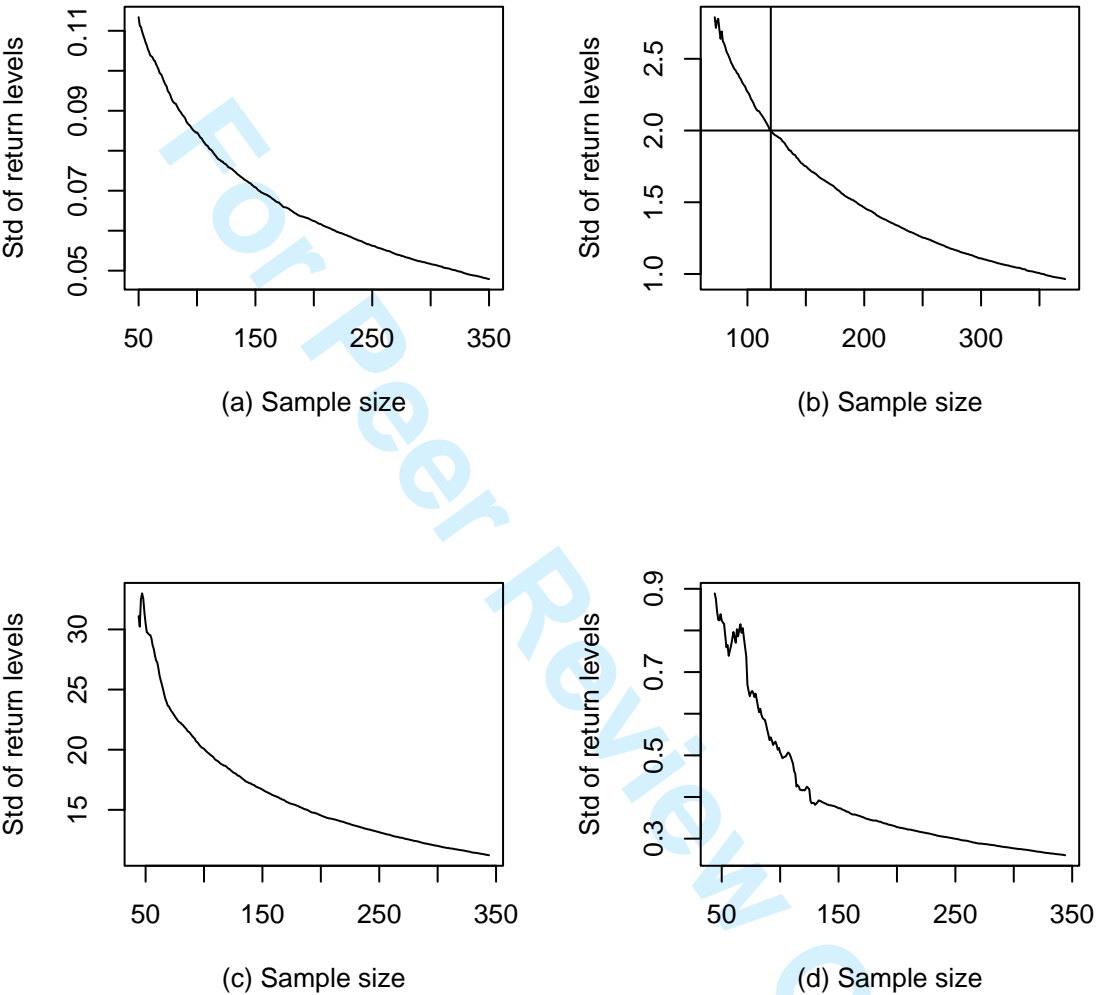 Std of return levels
0.05 0.07 0.09 0.11
50 150 250 350
(a) Sample size
Std of return levels
1.0 1.5 2.0 2.5
100 200 300
(b) Sample size
Std of return levels
15 20 25 30
50 150 250 350
(c) Sample size
Std of return levels
0.3 0.5 0.7 0.9
50 150 250 350
(d) Sample size
For Peer Review